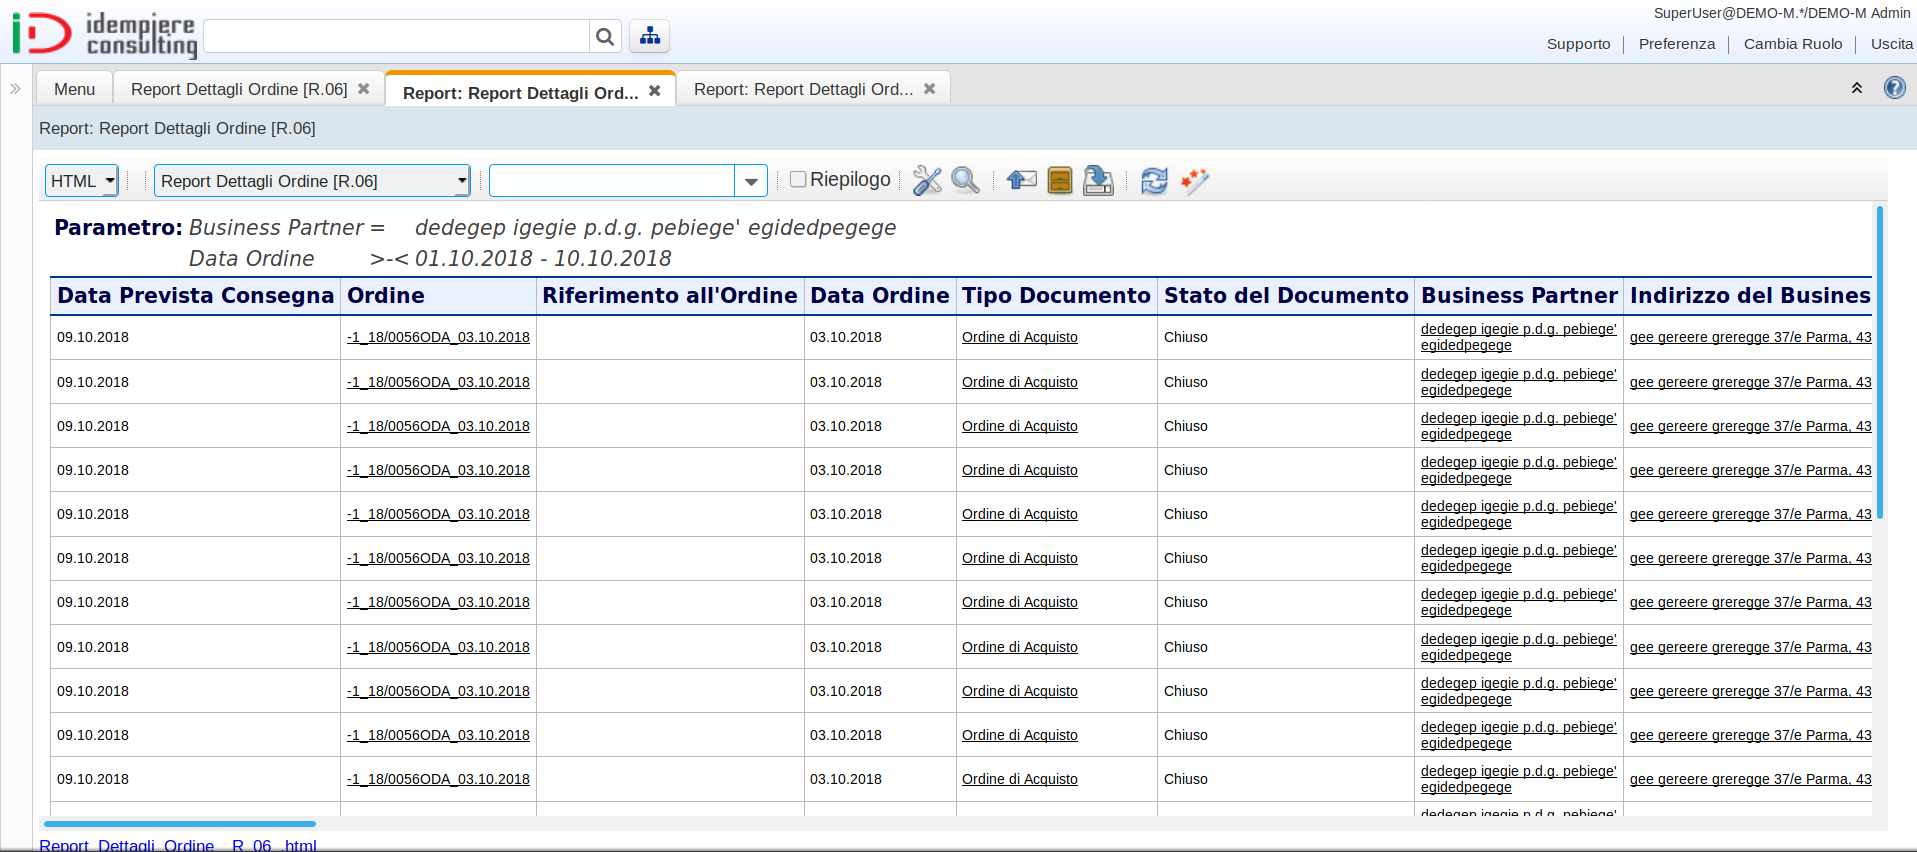 SuperUser@DEMO-M.*/DEMO-M Admin
idempiere
consulting
Supporto Preferenza Cambia Ruolo Uscita
Menu Report Dettagli Ordine [R.06] Report: Report Dettagli Ord... Report: Report Dettagli Ord...
Report: Report Dettagli Ordine [R.06]
HTML Report Dettagli Ordine [R.06] Riepilogo
Parametro: Business Partner = dedegep igegie p.d.g. pebiege' egidedpegege
Data Ordine >-< 01.10.2018 - 10.10.2018
Data Prevista Consegna Ordine Riferimento all'Ordine Data Ordine Tipo Documento Stato del Documento Business Partner Indirizzo del Busines
09.10.2018 -1_18/0056ODA_03.10.2018 03.10.2018 Ordine di Acquisto Chiuso dedegep igegie p.d.g. pebiege' egidedpegege gee gereere greregge 37/e Parma, 43
09.10.2018 -1_18/0056ODA_03.10.2018 03.10.2018 Ordine di Acquisto Chiuso dedegep igegie p.d.g. pebiege' egidedpegege gee gereere greregge 37/e Parma, 43
09.10.2018 -1_18/0056ODA_03.10.2018 03.10.2018 Ordine di Acquisto Chiuso dedegep igegie p.d.g. pebiege' egidedpegege gee gereere greregge 37/e Parma, 43
09.10.2018 -1_18/0056ODA_03.10.2018 03.10.2018 Ordine di Acquisto Chiuso dedegep igegie p.d.g. pebiege' egidedpegege gee gereere greregge 37/e Parma, 43
09.10.2018 -1_18/0056ODA_03.10.2018 03.10.2018 Ordine di Acquisto Chiuso dedegep igegie p.d.g. pebiege' egidedpegege gee gereere greregge 37/e Parma, 43
09.10.2018 -1_18/0056ODA_03.10.2018 03.10.2018 Ordine di Acquisto Chiuso dedegep igegie p.d.g. pebiege' egidedpegege gee gereere greregge 37/e Parma, 43
09.10.2018 -1_18/0056ODA_03.10.2018 03.10.2018 Ordine di Acquisto Chiuso dedegep igegie p.d.g. pebiege' egidedpegege gee gereere greregge 37/e Parma, 43
09.10.2018 -1_18/0056ODA_03.10.2018 03.10.2018 Ordine di Acquisto Chiuso dedegep igegie p.d.g. pebiege' egidedpegege gee gereere greregge 37/e Parma, 43
09.10.2018 -1_18/0056ODA_03.10.2018 03.10.2018 Ordine di Acquisto Chiuso dedegep igegie p.d.g. pebiege' egidedpegege gee gereere greregge 37/e Parma, 43
09.10.2018 -1_18/0056ODA_03.10.2018 03.10.2018 Ordine di Acquisto Chiuso dedegep igegie p.d.g. pebiege' egidedpegege gee gereere greregge 37/e Parma, 43
09.10.2018 -1_18/0056ODA_03.10.2018 03.10.2018 Ordine di Acquisto Chiuso dedegep igegie p.d.g. pebiege' egidedpegege gee gereere greregge 37/e Parma, 43
Report_Dettagli_Ordine__R_06_.html